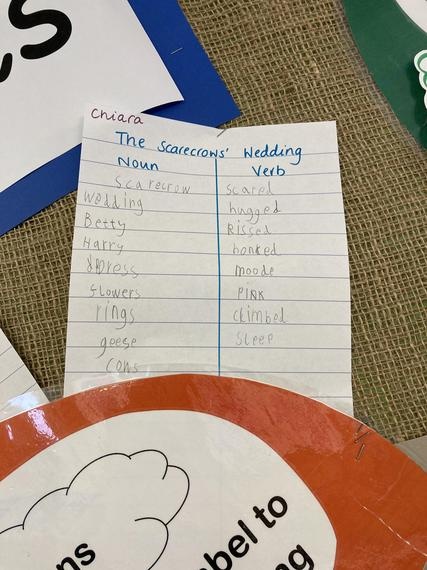 s
Chiara
The Scarecrows' Wedding
Noun Verb
Scarecrow scared
wedding hugged
Betty Kissed
Harry honked
dpress moode
flowers PINK
rings climbel
geese sleep
cows
ns
bel to
ng